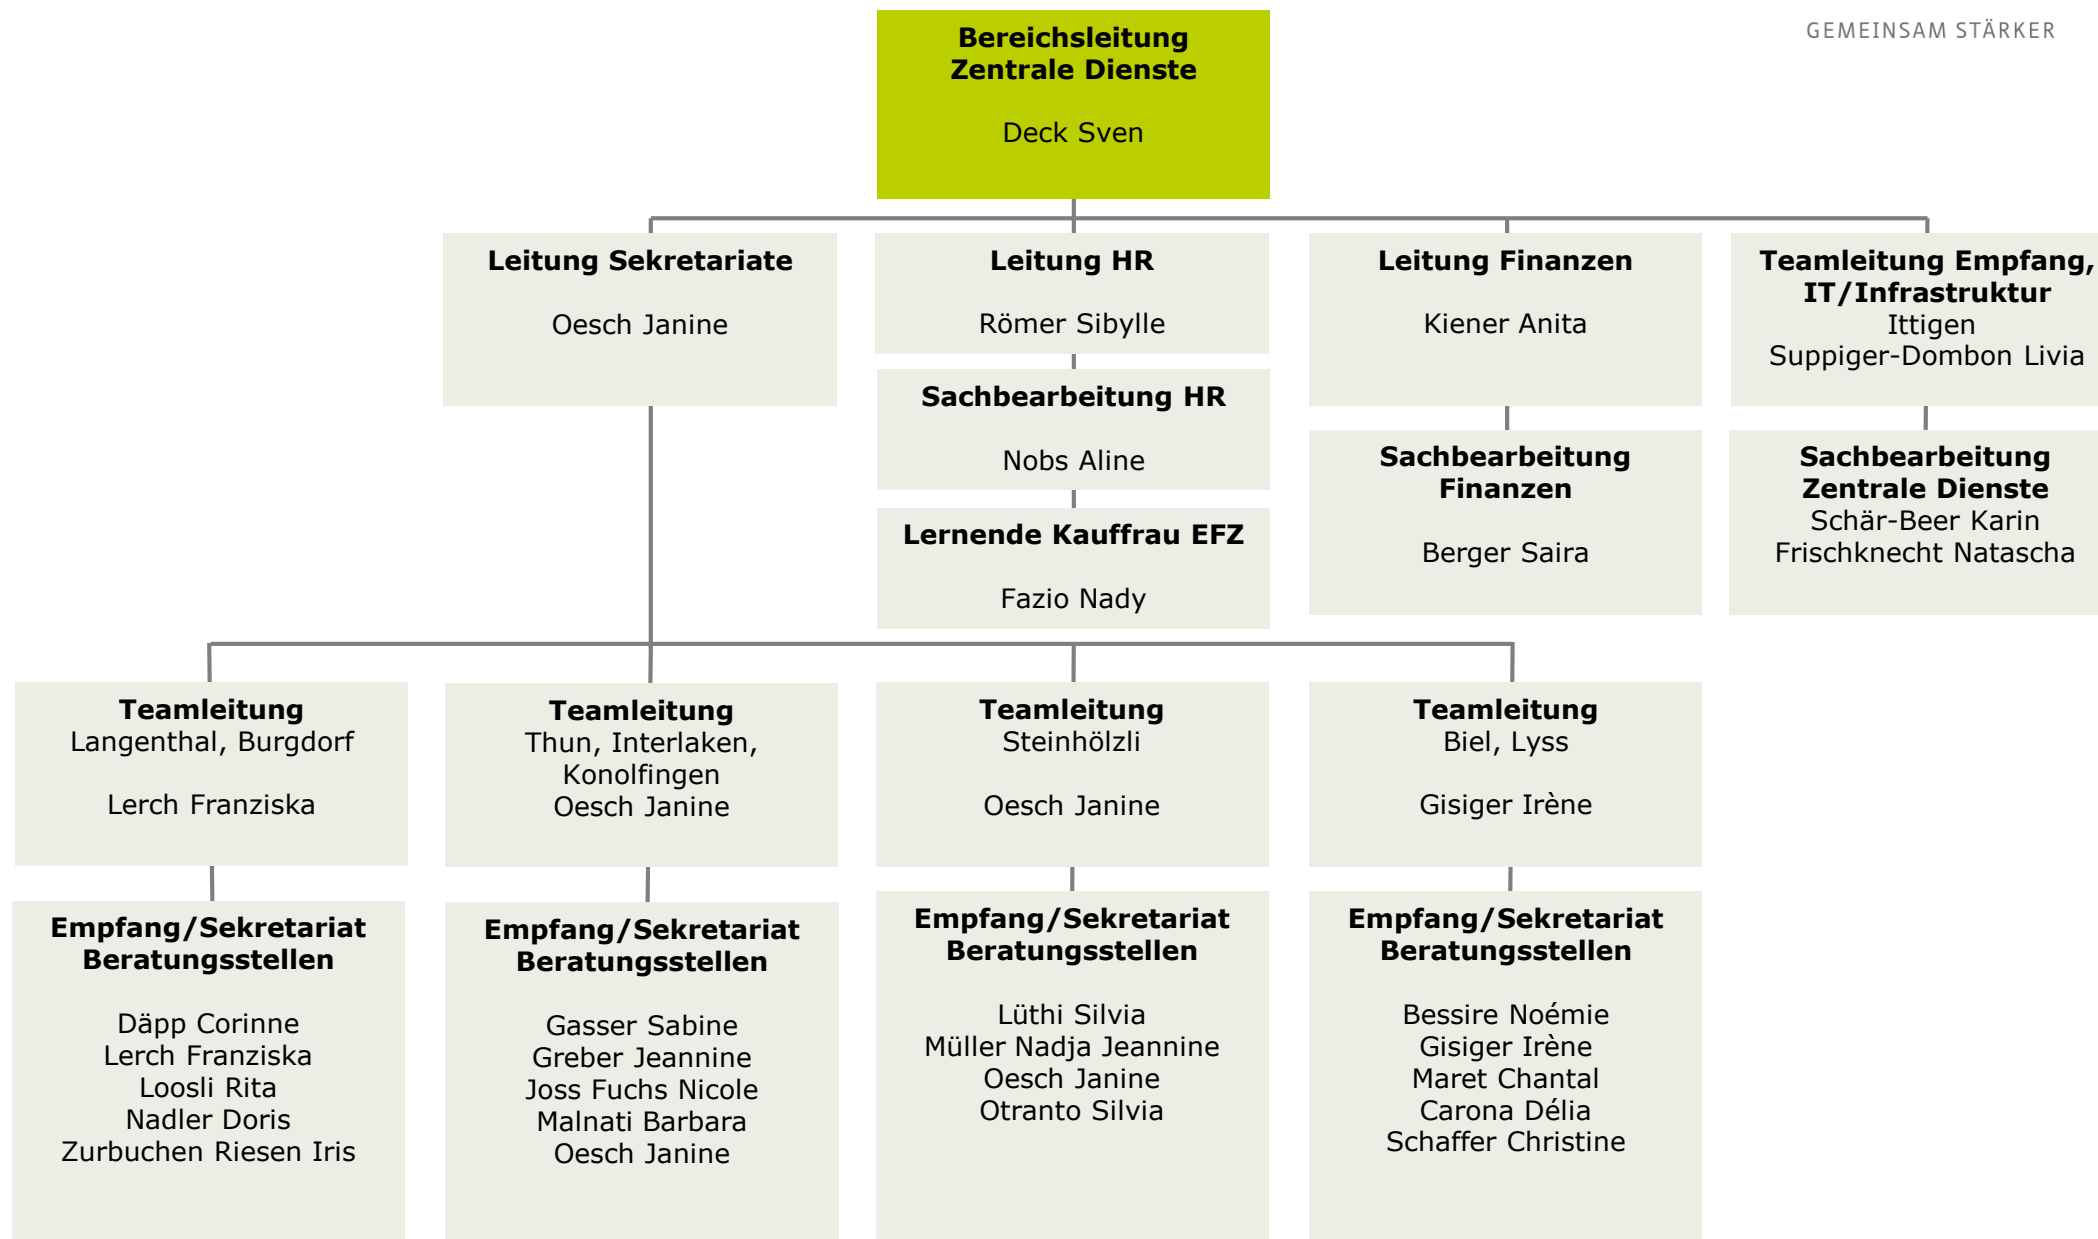 GEMEINSAM STÄRKER
Bereichsleitung
Zentrale Dienste
Deck Sven
Leitung Sekretariate
Oesch Janine
Leitung HR
Römer Sibylle
Leitung Finanzen
Kiener Anita
Teamleitung Empfang,
IT/Infrastruktur
Ittigen
Suppiger-Dombon Livia
Sachbearbeitung HR
Nobs Aline
Lernende Kauffrau EFZ
Fazio Nady
Sachbearbeitung
Finanzen
Berger Saira
Sachbearbeitung
Zentrale Dienste
Schär-Beer Karin
Frischknecht Natascha
Teamleitung
Langenthal, Burgdorf
Lerch Franziska
Teamleitung
Thun, Interlaken,
Konolfingen
Oesch Janine
Teamleitung
Steinhölzli
Oesch Janine
Teamleitung
Biel, Lyss
Gisiger Irène
Empfang/Sekretariat
Beratungsstellen
Däpp Corinne
Lerch Franziska
Loosli Rita
Nadler Doris
Zurbuchen Riesen Iris
Empfang/Sekretariat
Beratungsstellen
Gasser Sabine
Greber Jeannine
Joss Fuchs Nicole
Malnati Barbara
Oesch Janine
Empfang/Sekretariat
Beratungsstellen
Lüthi Silvia
Müller Nadja Jeannine
Oesch Janine
Otranto Silvia
Empfang/Sekretariat
Beratungsstellen
Bessire Noémie
Gisiger Irène
Maret Chantal
Carona Délia
Schaffer Christine